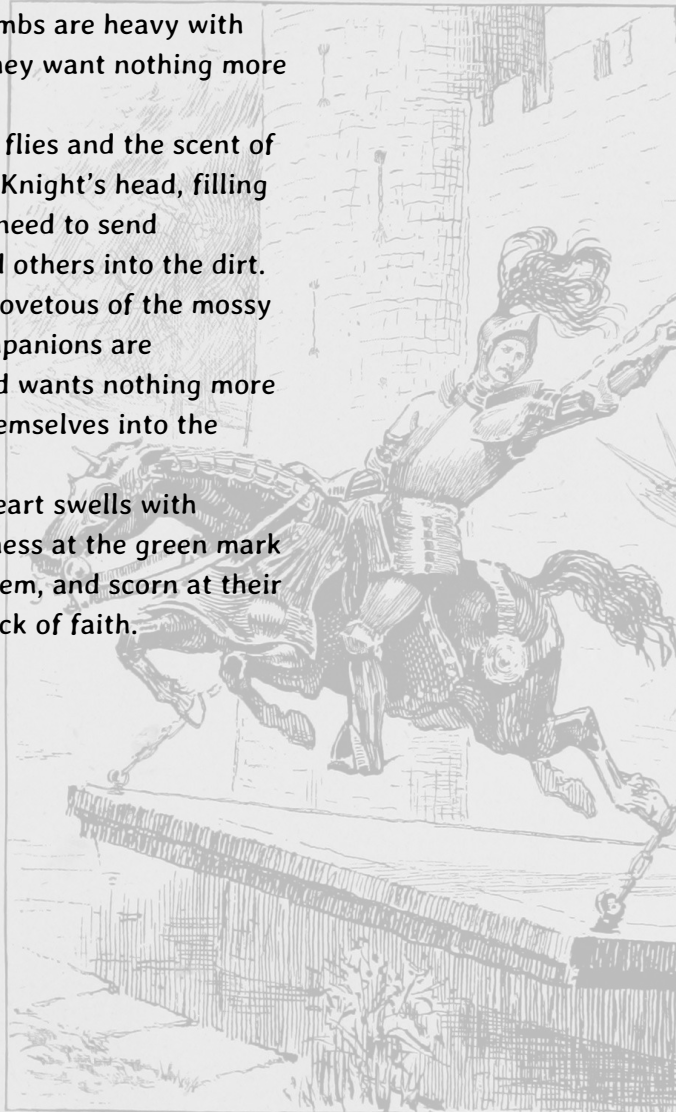 mbs are heavy with
hey want nothing more
flies and the scent of
Knight's head, filling
need to send
l others into the dirt.
ovetous of the mossy
panions are
d wants nothing more
emselves into the
eart swells with
ness at the green mark
em, and scorn at their
ck of faith.